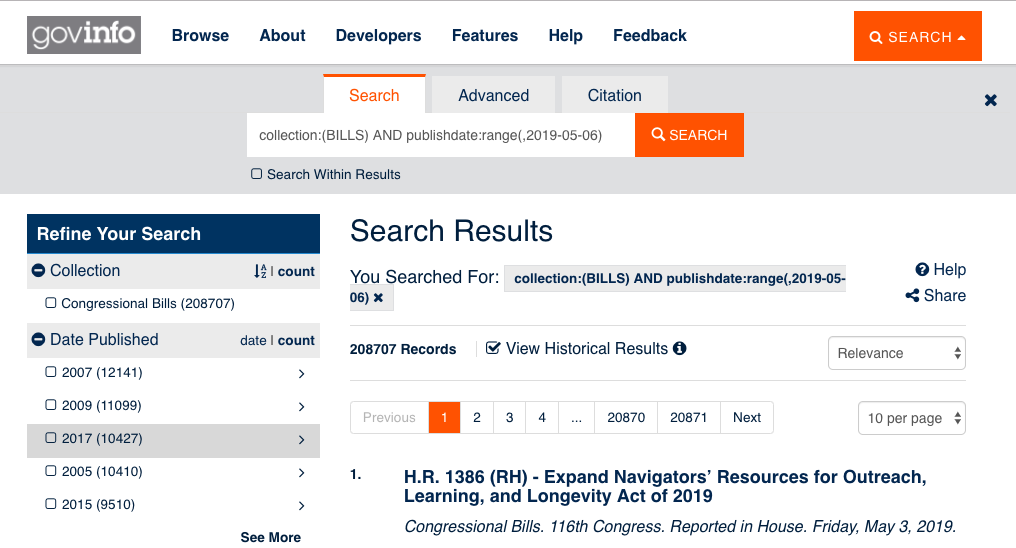 govinfo Browse About Developers Features Help Feedback SEARCH
Search Advanced Citation
collection:(BILLS) AND publishdate:range(,2019-05-06) SEARCH
Search Within Results
Refine Your Search
Collection A Z | count
Congressional Bills (208707)
Date Published date | count
2007 (12141)
2009 (11099)
2017 (10427)
2005 (10410)
2015 (9510)
See More
Search Results
You Searched For: collection:(BILLS) AND publishdate:range(,2019-05-
06)
Help
Share
208707 Records View Historical Results Relevance
Previous 1 2 3 4 ... 20870 20871 Next 10 per page
1. H.R. 1386 (RH) - Expand Navigators’ Resources for Outreach,
Learning, and Longevity Act of 2019
Congressional Bills. 116th Congress. Reported in House. Friday, May 3, 2019.